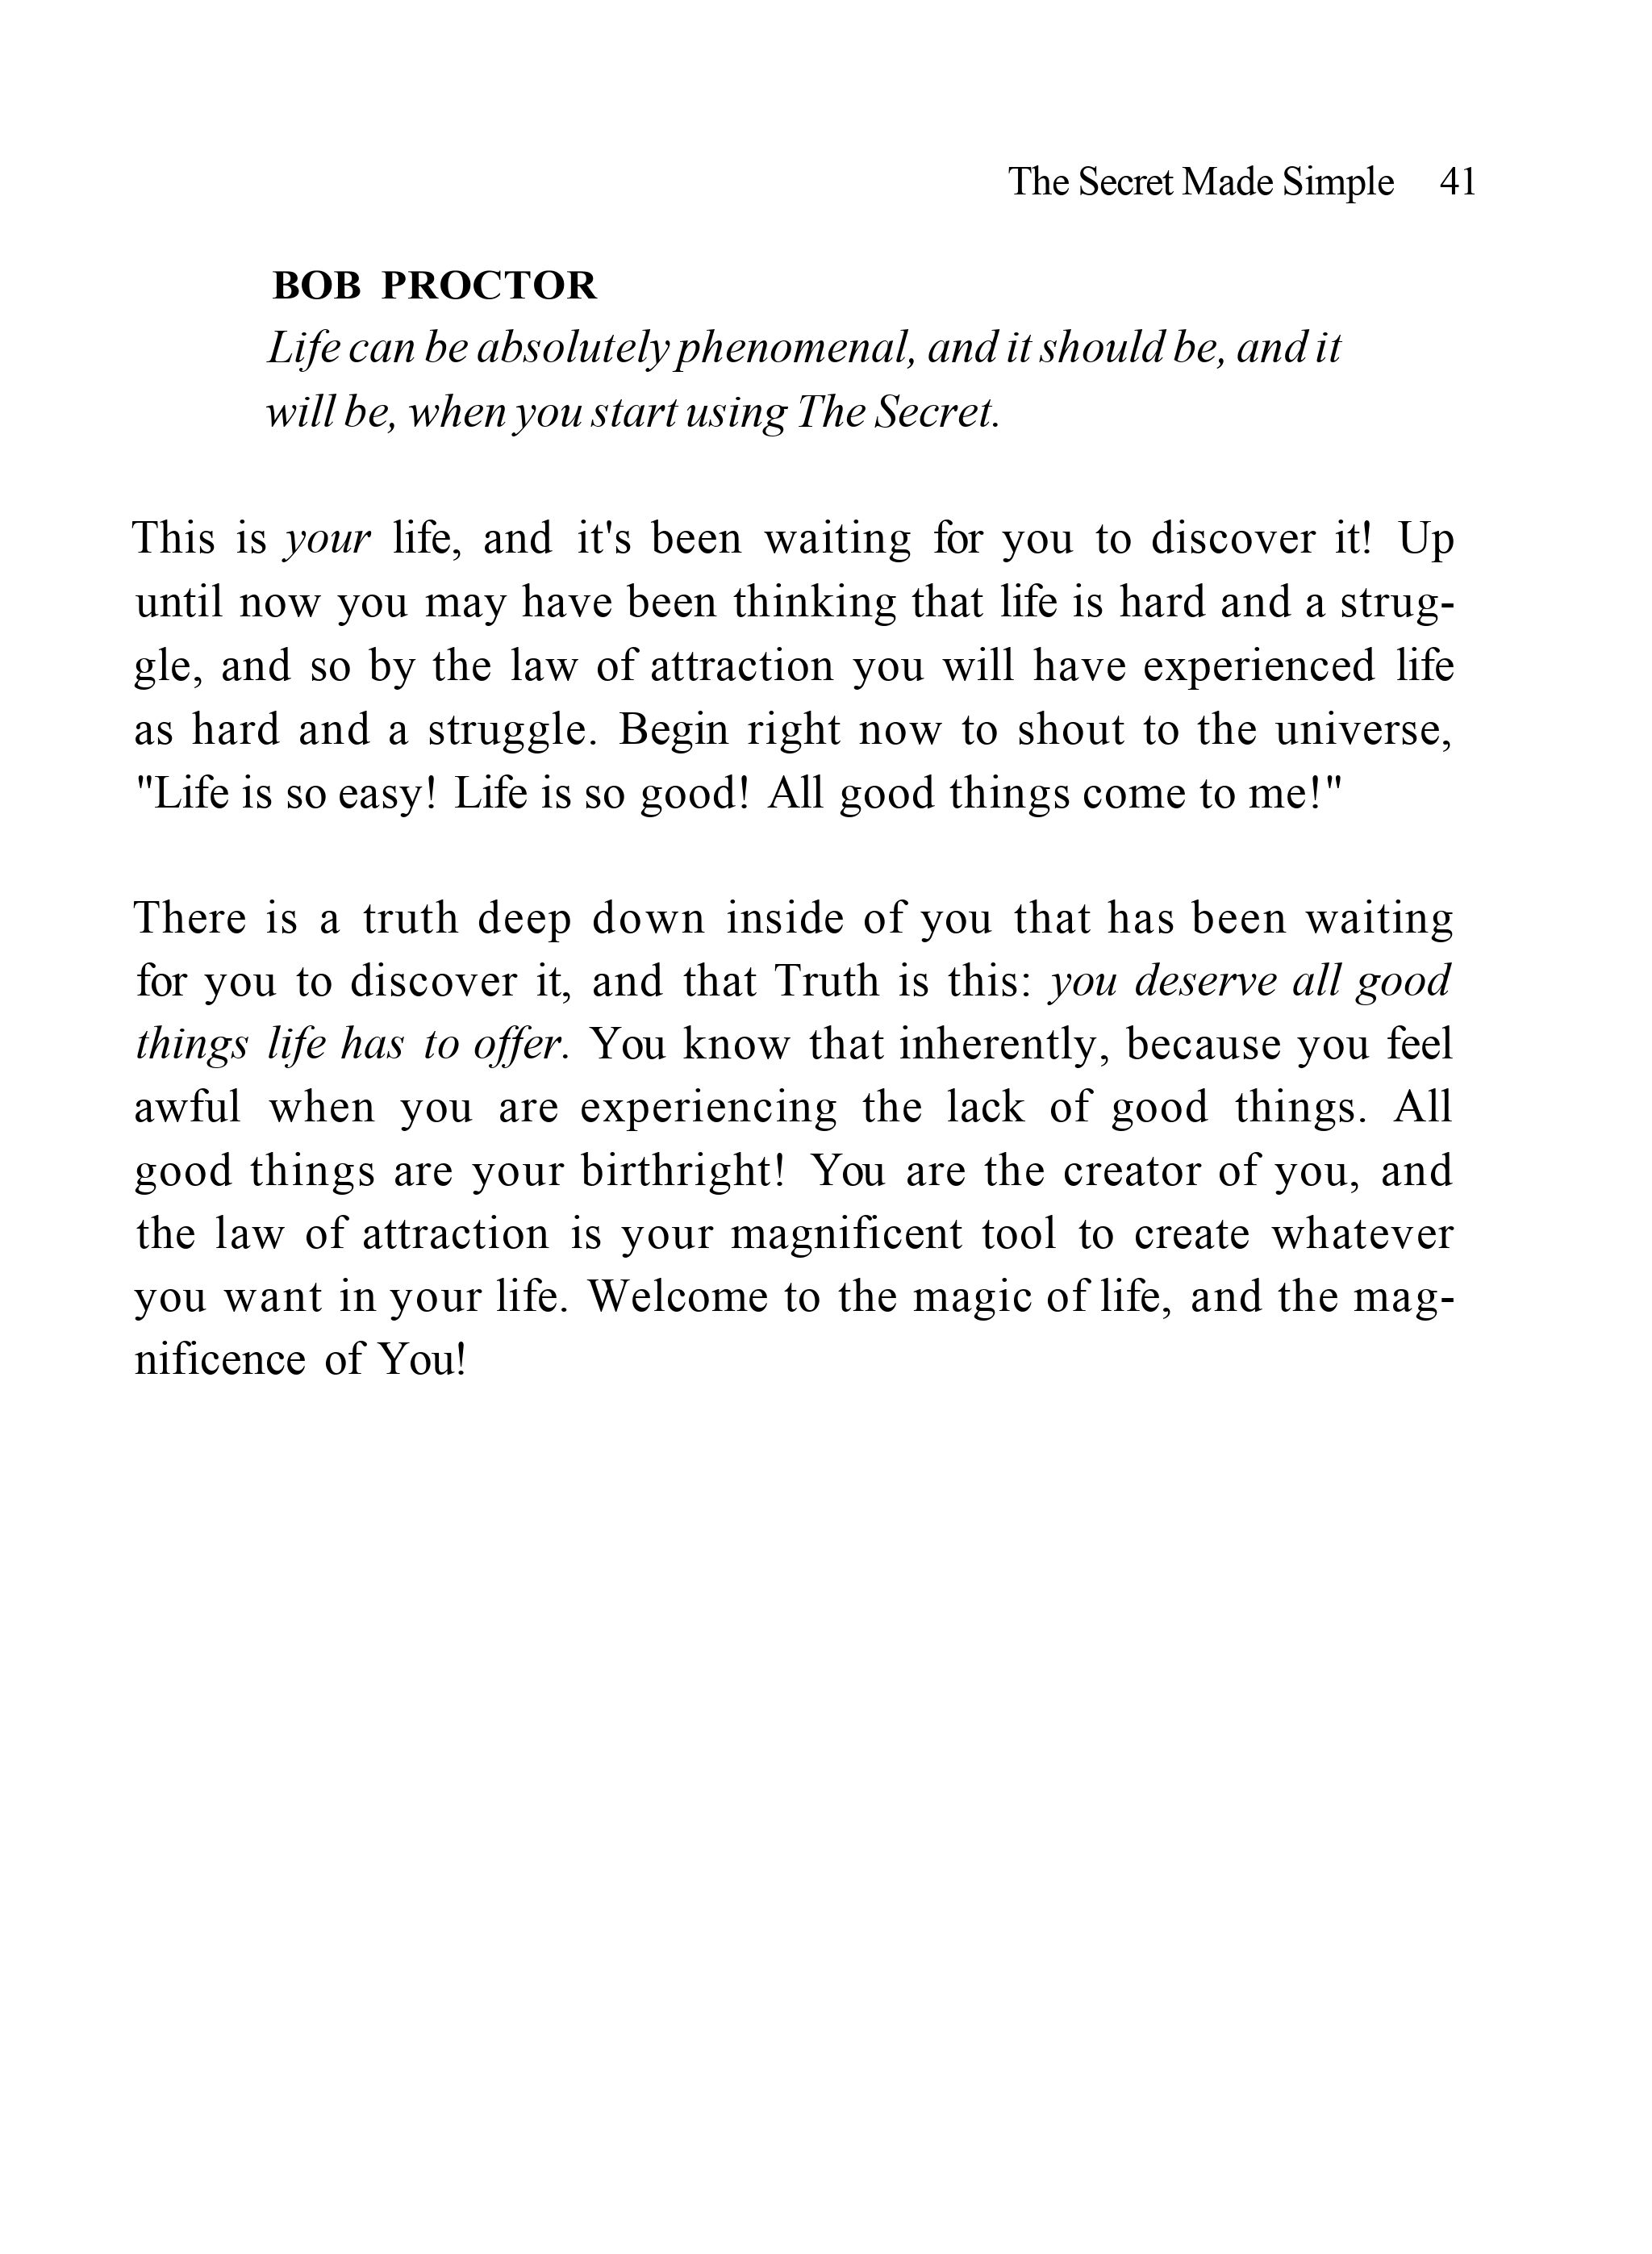 The Secret Made Simple 41
BOB PROCTOR
Life can be absolutely phenomenal, and it should be, and it
will be, when you start using The Secret.
This is your life, and it's been waiting for you to discover it! Up
until now you may have been thinking that life is hard and a strug-
gle, and so by the law of attraction you will have experienced life
as hard and a struggle. Begin right now to shout to the universe,
"Life is so easy! Life is so good! All good things come to me!"
There is a truth deep down inside of you that has been waiting
for you to discover it, and that Truth is this: you deserve all good
things life has to offer. You know that inherently, because you feel
awful when you are experiencing the lack of good things. All
good things are your birthright! You are the creator of you, and
the law of attraction is your magnificent tool to create whatever
you want in your life. Welcome to the magic of life, and the mag-
nificence of You!